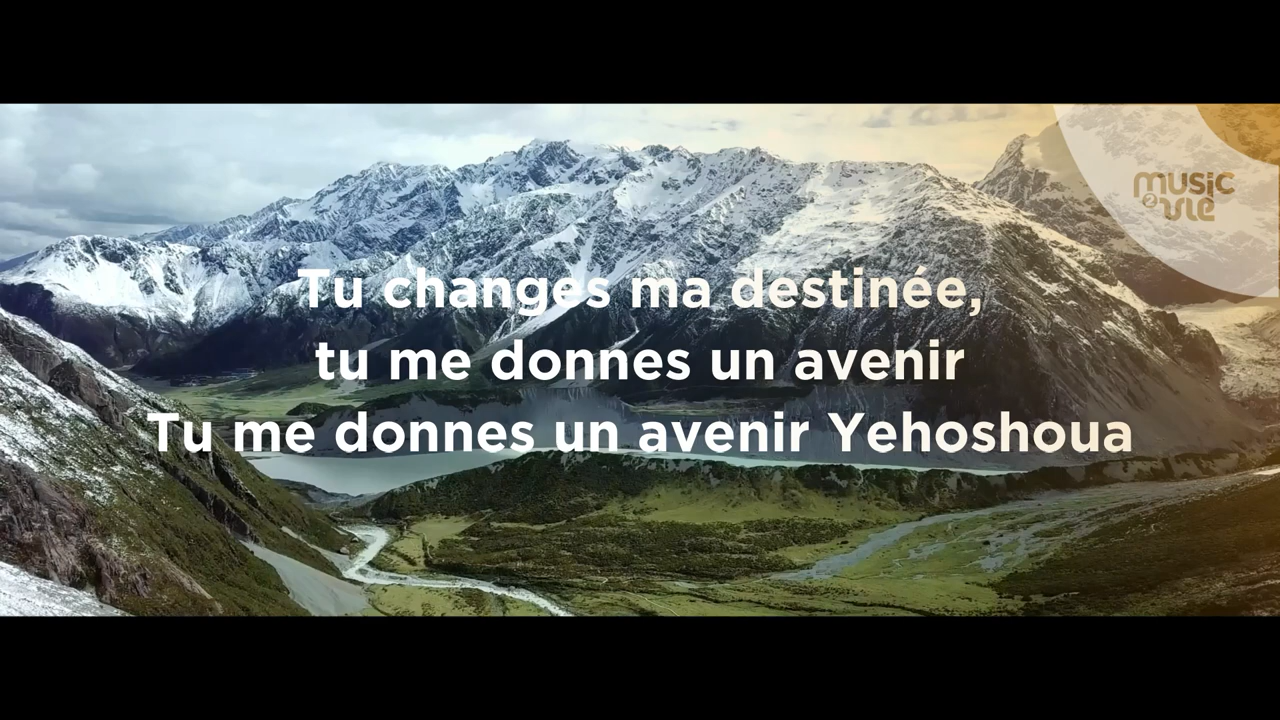 music
2 vie
Tu changes ma destinée,
tu me donnes un avenir
Tu me donnes un avenir Yehoshoua